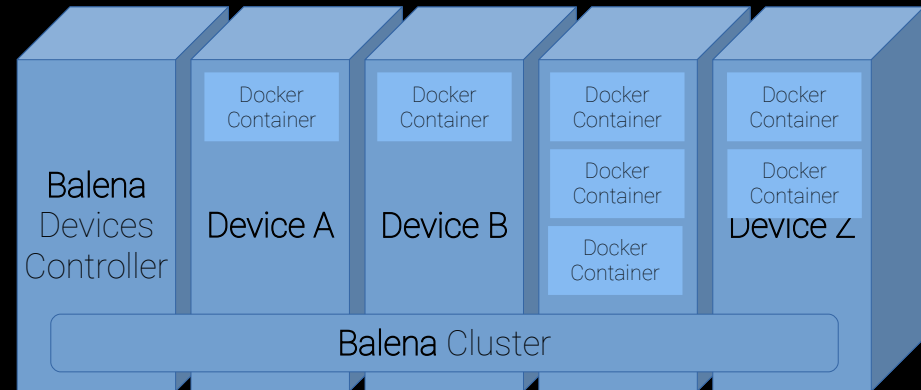 Balena
Devices
Controller
Docker
Container
Device A
Docker
Container
Device B
Docker
Container
Docker
Container
Docker
Container
Docker
Container
Docker
Container
Device Z
Balena Cluster